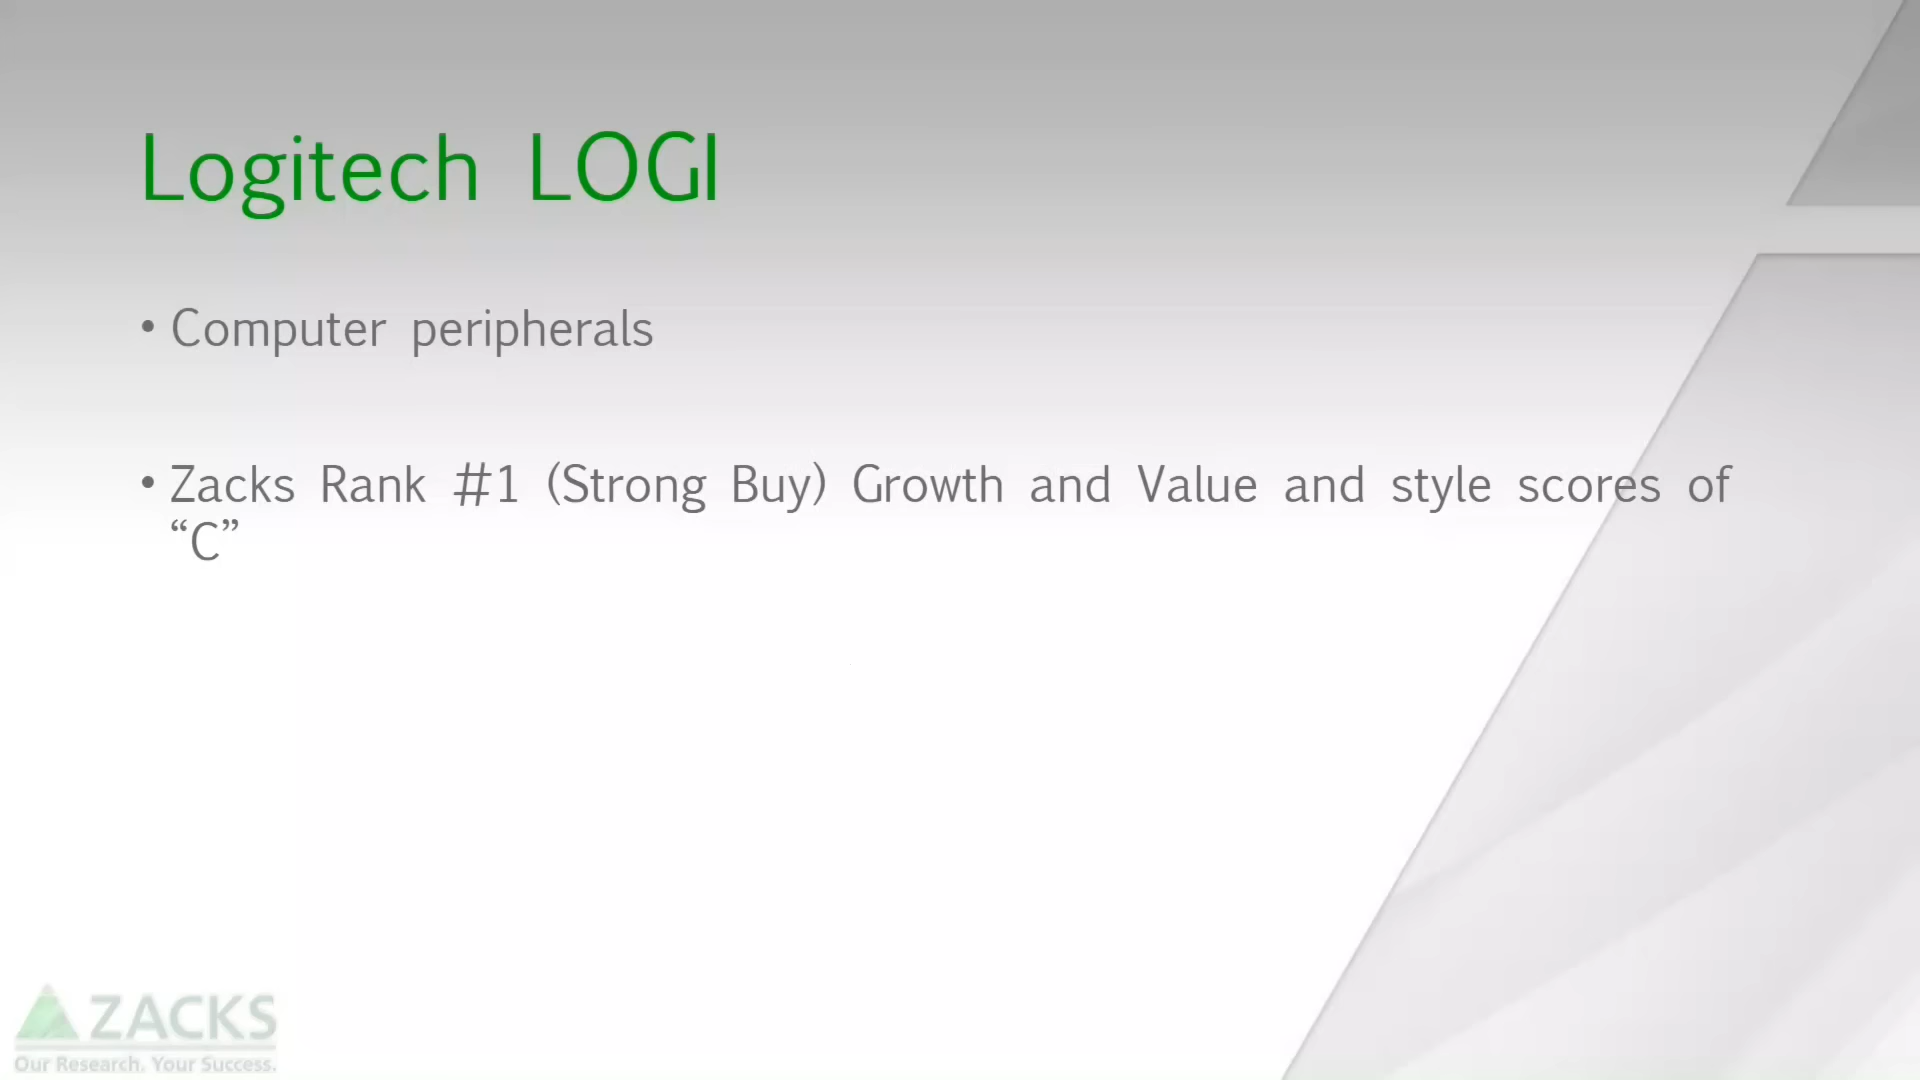 Logitech LOGI
• Computer peripherals
• Zacks Rank #1 (Strong Buy) Growth and Value and style scores of
“C”
ZACKS
Our Research. Your Success.